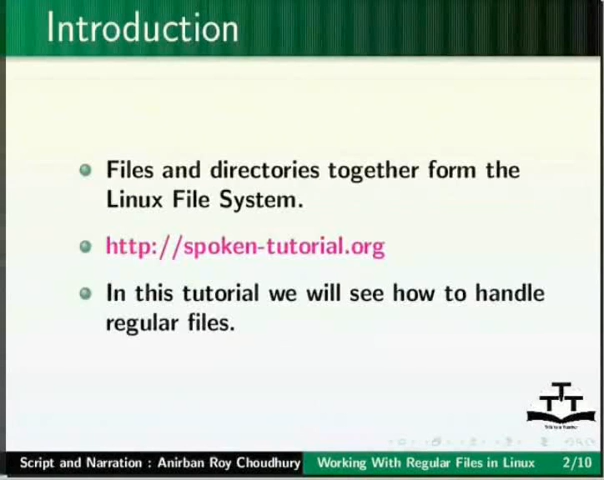 Introduction
Files and directories together form the
Linux File System.
http://spoken-tutorial.org
In this tutorial we will see how to handle
regular files.
TTT
Script and Narration : Anirban Roy Choudhury Working With Regular Files in Linux 2/10